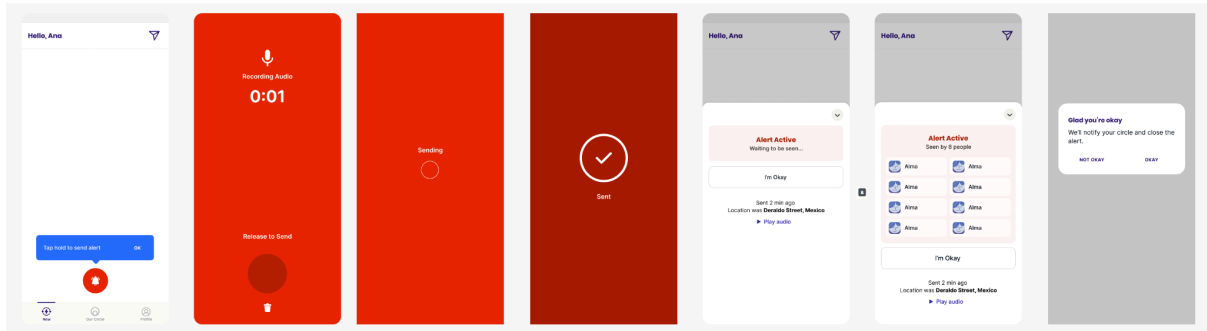 Hello, Ana
Tap hold to send alert OK
Now Our Circle Profile
Recording Audio
0:01
Release to Send
Sending
Sent
Hello, Ana
Alert Active
Waiting to be seen...
I'm Okay
Sent 2 min ago
Location was Deraldo Street, Mexico
Play audio
Hello, Ana
Alert Active
Seen by 8 people
Alma Alma
Alma Alma
Alma Alma
Alma Alma
I'm Okay
Sent 2 min ago
Location was Deraldo Street, Mexico
Play audio
Glad you're okay
We'll notify your circle and close the
alert.
NOT OKAY OKAY